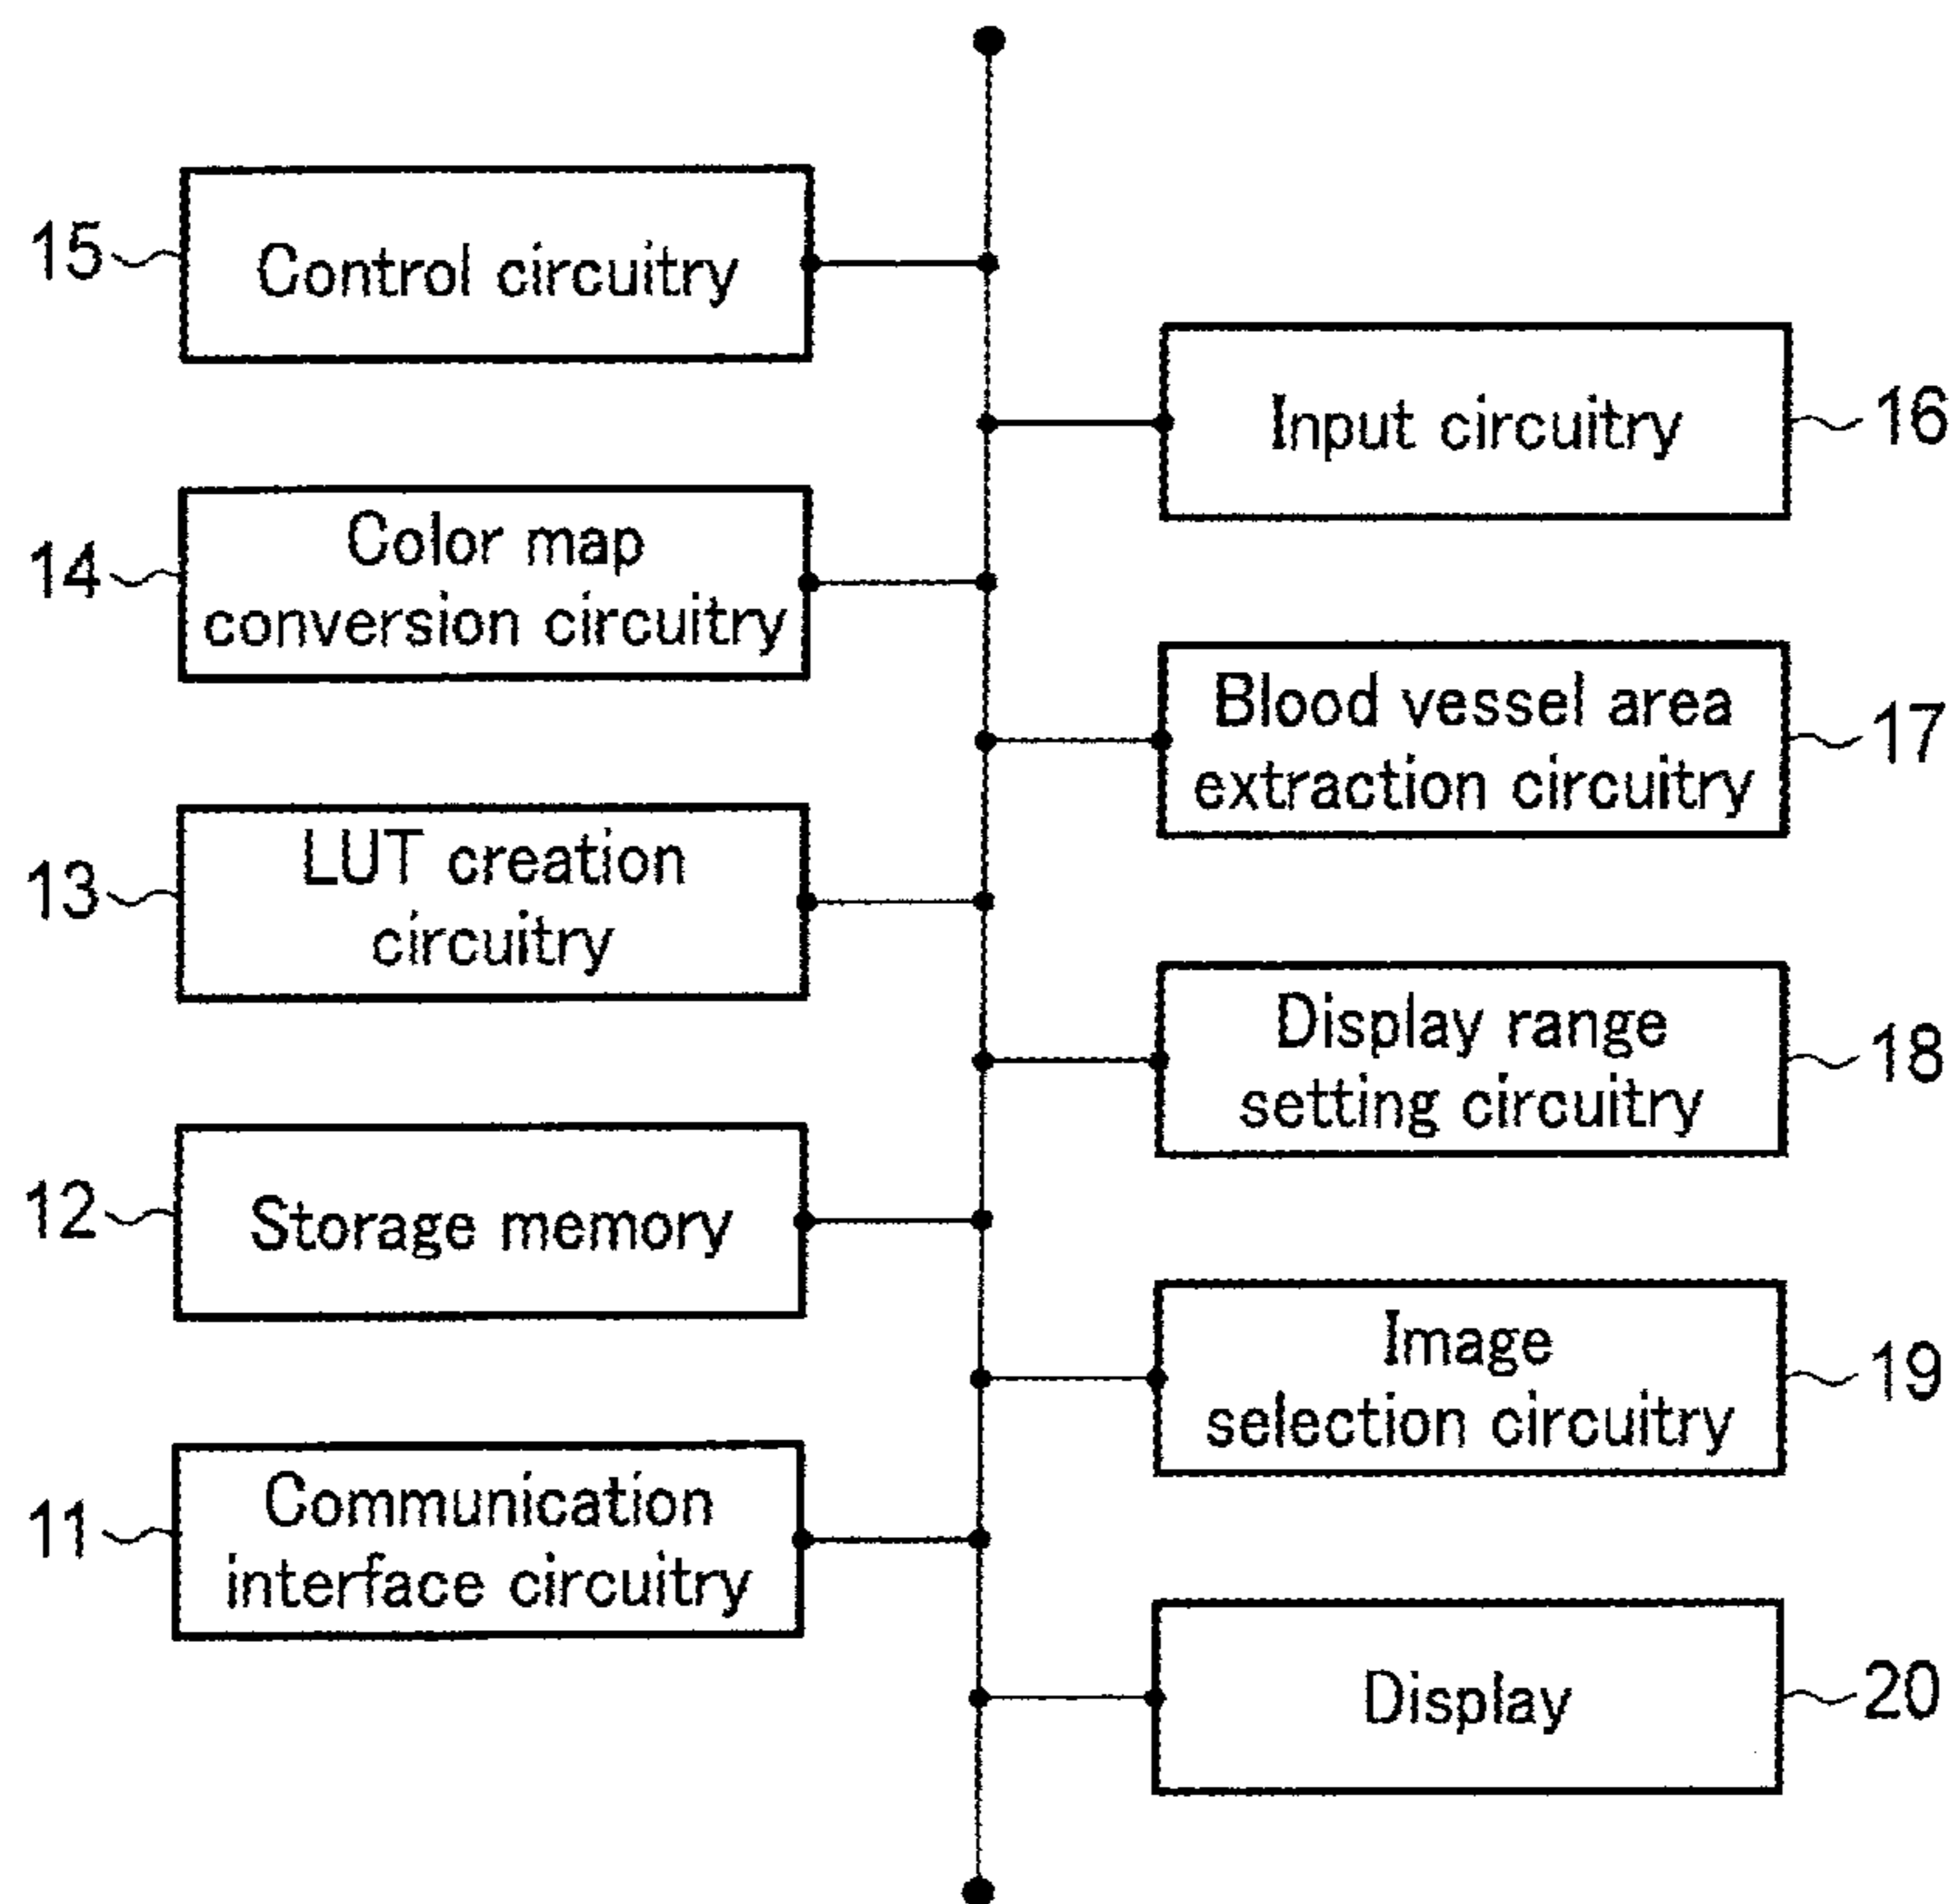 15
Control circuitry
16
Input circuitry
14
Color map
conversion circuitry
17
Blood vessel area
extraction circuitry
13
LUT creation
circuitry
18
Display range
setting circuitry
12
Storage memory
19
Image
selection circuitry
11
Communication
interface circuitry
20
Display